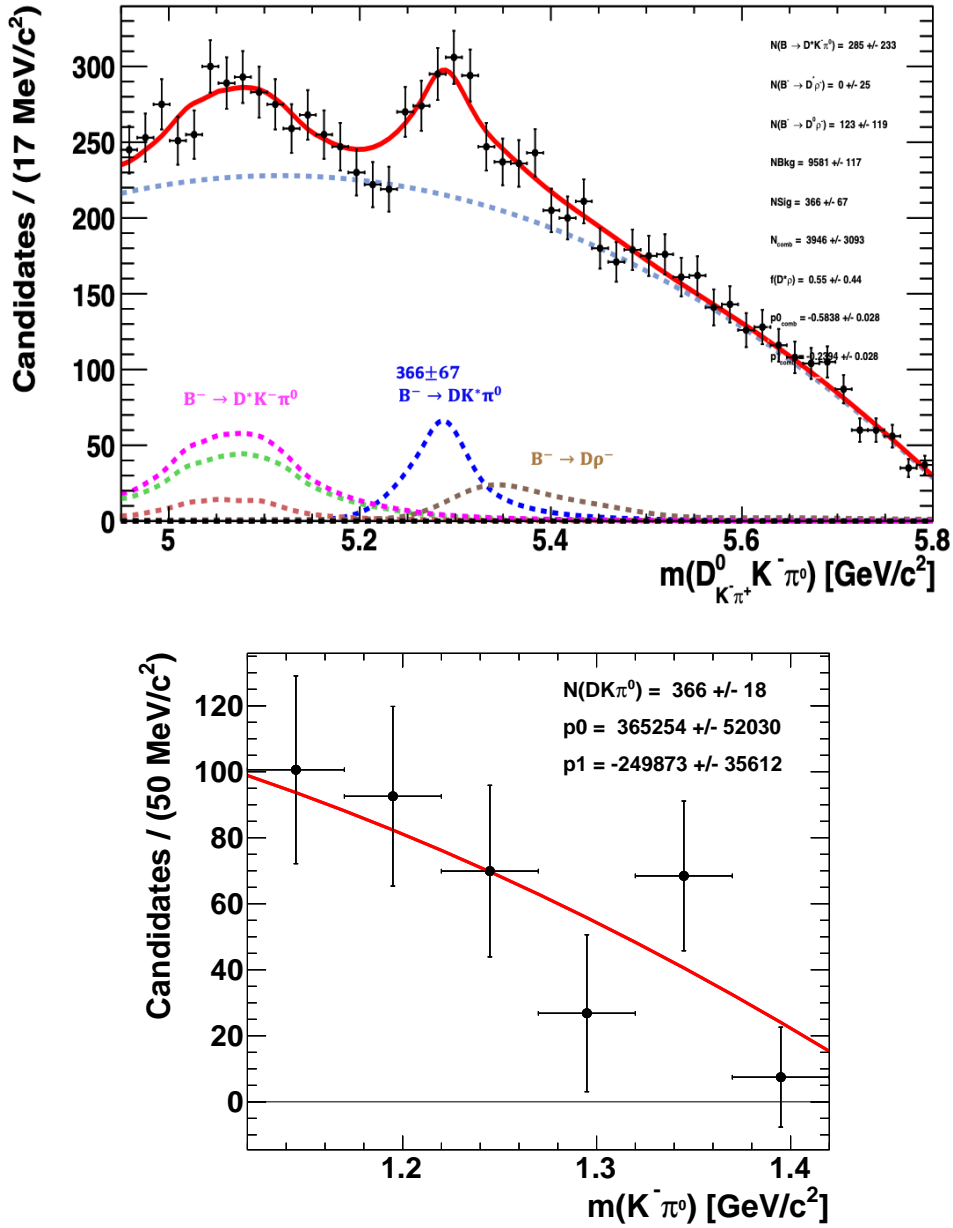 Candidates / (17 MeV/c²)
300
250
200
150
100
50
0
N(B → D*K⁻π⁰) = 285 +/- 233
N(B⁻ → D*ρ⁻) = 0 +/- 25
N(B⁻ → D⁰ρ⁻) = 123 +/- 119
NBkg = 9581 +/- 117
NSig = 366 +/- 67
N_comb = 3946 +/- 3093
f(D*ρ) = 0.55 +/- 0.44
p0_comb = -0.5838 +/- 0.028
= -0.2394 +/- 0.028
366±67
B⁻ → D*K⁻π⁰
B⁻ → DK*π⁰
B⁻ → Dρ⁻
5 5.2 5.4 5.6 5.8
m(D⁰_K⁻π⁺ K⁻π⁰) [GeV/c²]
Candidates / (50 MeV/c²)
120
100
80
60
40
20
0
N(DKπ⁰) = 366 +/- 18
p0 = 365254 +/- 52030
p1 = -249873 +/- 35612
1.2 1.3 1.4
m(K⁻π⁰) [GeV/c²]